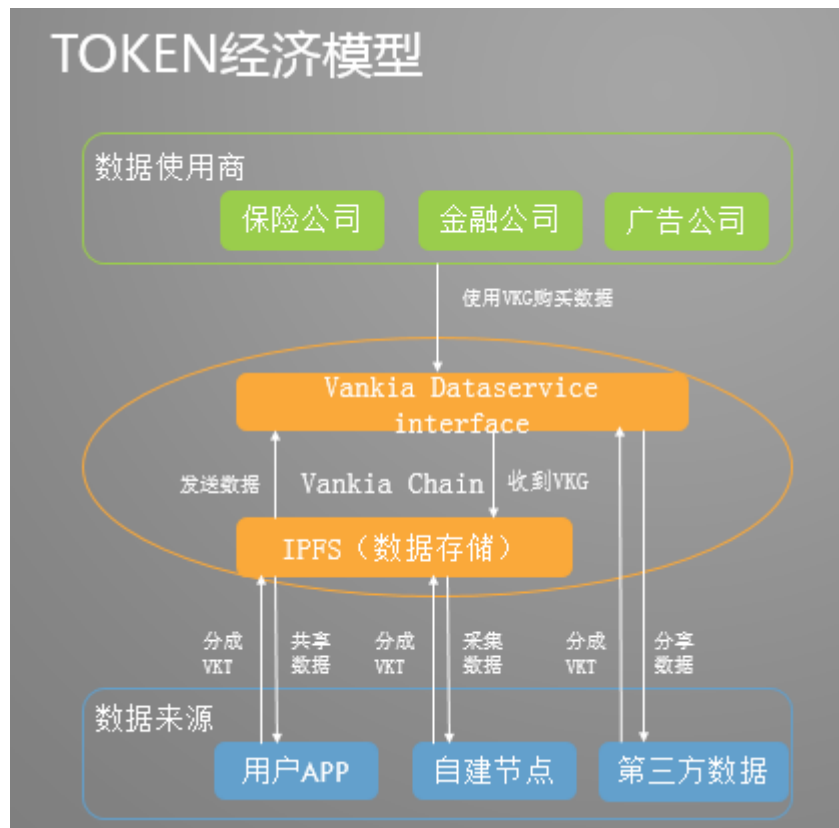 TOKEN经济模型
数据使用商
保险公司
金融公司
广告公司
使用VKG购买数据
Vankia Dataservice
interface
发送数据
Vankia Chain
收到VKG
IPFS（数据存储）
分成
VKT
共享
数据
分成
VKT
采集
数据
分成
VKT
分享
数据
数据来源
用户APP
自建节点
第三方数据